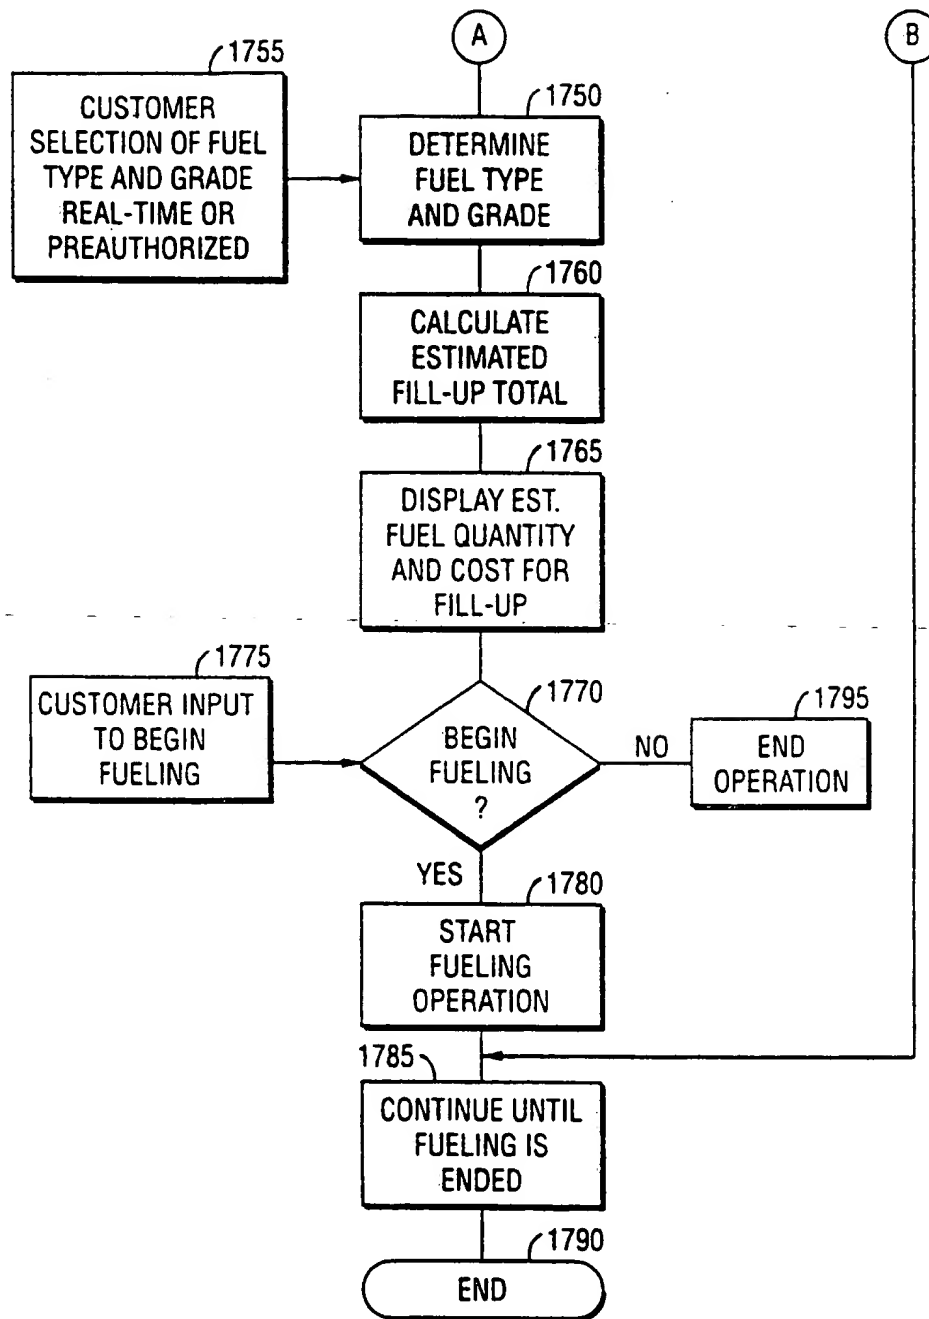 A
B
1755
CUSTOMER
SELECTION OF FUEL
TYPE AND GRADE
REAL-TIME OR
PREAUTHORIZED
1750
DETERMINE
FUEL TYPE
AND GRADE
1760
CALCULATE
ESTIMATED
FILL-UP TOTAL
1765
DISPLAY EST.
FUEL QUANTITY
AND COST FOR
FILL-UP
1775
CUSTOMER INPUT
TO BEGIN
FUELING
1770
BEGIN
FUELING
?
NO
1795
END
OPERATION
YES
1780
START
FUELING
OPERATION
1785
CONTINUE UNTIL
FUELING IS
ENDED
1790
END